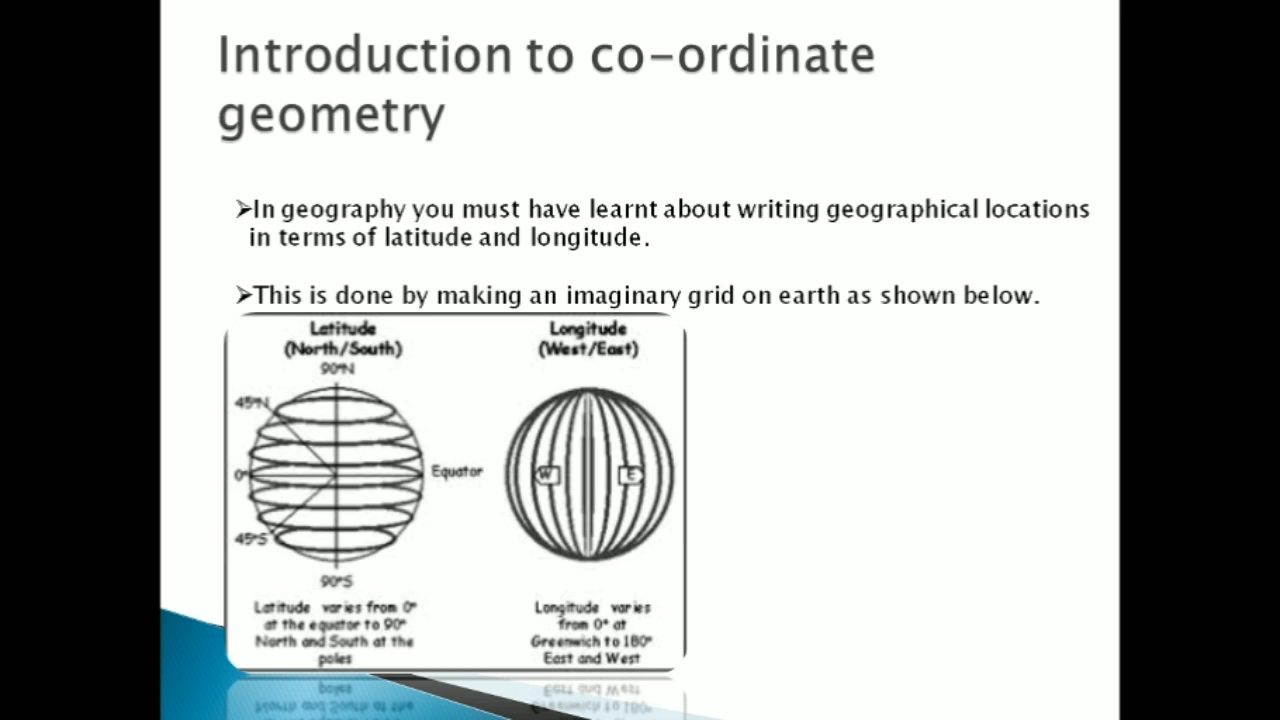 Introduction to co-ordinate
geometry
➢In geography you must have learnt about writing geographical locations
in terms of latitude and longitude.
➢This is done by making an imaginary grid on earth as shown below.
Latitude
(North/South)
90°N
45°N
0°
Equator
45°S
90°S
Latitude varies from 0°
at the equator to 90°
North and South at the
poles
Longitude
(West/East)
W
E
Longitude varies
from 0° at
Greenwich to 180°
East and West